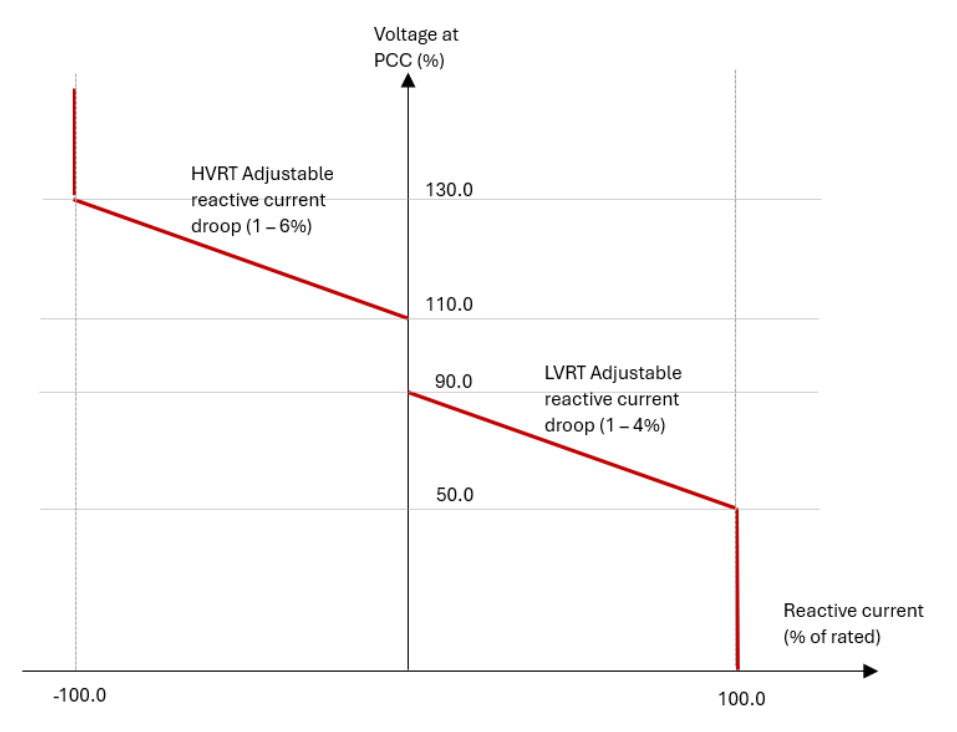 Voltage at
PCC (%)
HVRT Adjustable
reactive current
droop (1 – 6%)
130.0
110.0
90.0
LVRT Adjustable
reactive current
droop (1 – 4%)
50.0
Reactive current
(% of rated)
-100.0
100.0